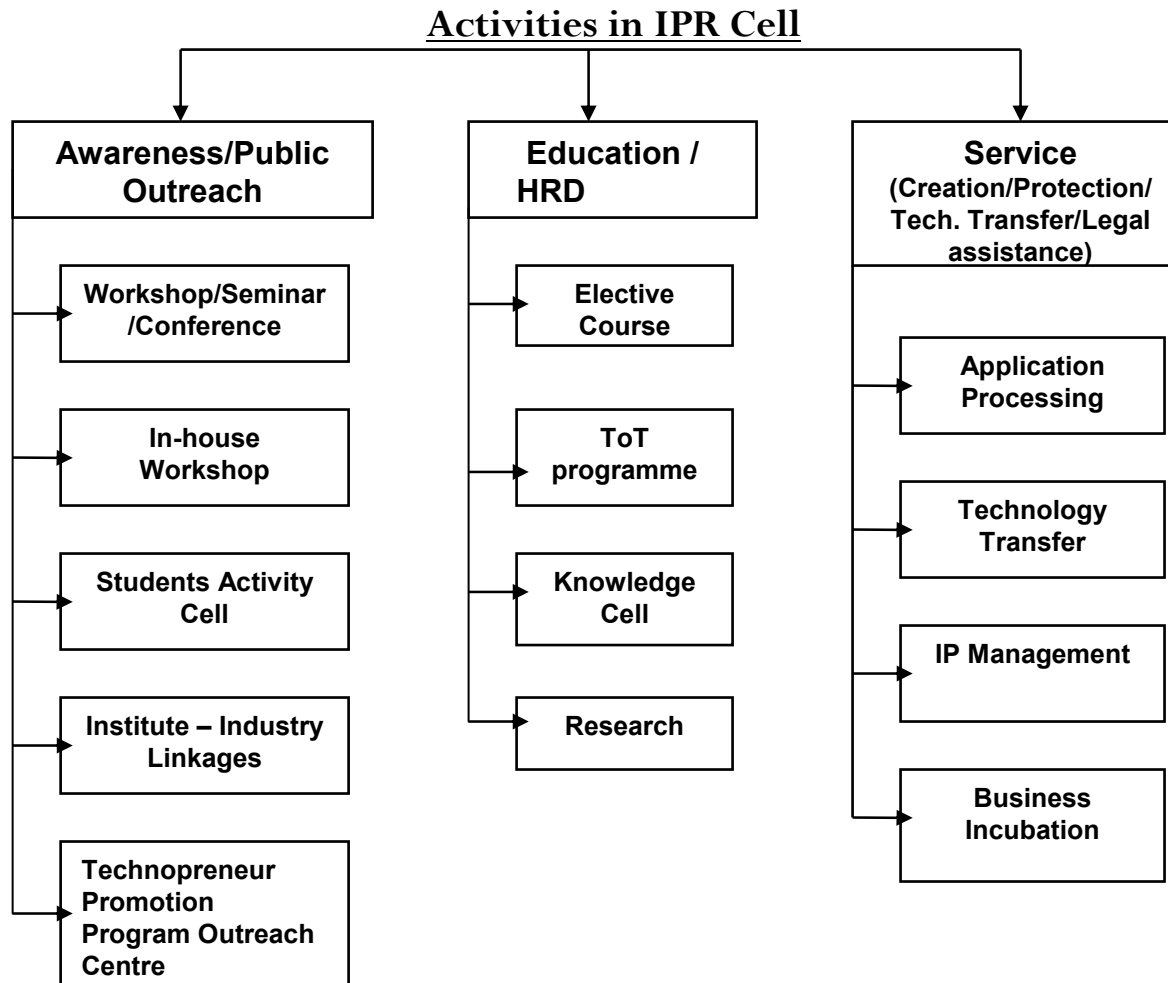 Activities in IPR Cell
Awareness/Public
Outreach
Workshop/Seminar
/Conference
In-house
Workshop
Students Activity
Cell
Institute – Industry
Linkages
Technopreneur
Promotion
Program Outreach
Centre
Education /
HRD
Elective
Course
ToT
programme
Knowledge
Cell
Research
Service
(Creation/Protection/
Tech. Transfer/Legal
assistance)
Application
Processing
Technology
Transfer
IP Management
Business
Incubation